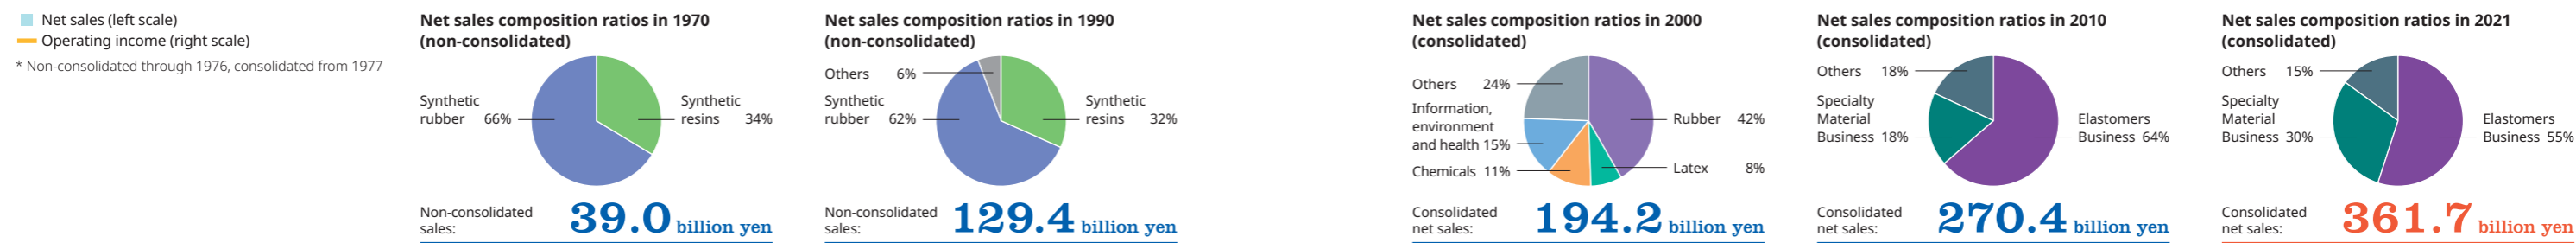 Net sales (left scale)
Operating income (right scale)
* Non-consolidated through 1976, consolidated from 1977
Net sales composition ratios in 1970
(non-consolidated)
Synthetic
rubber 66%
Synthetic
resins 34%
Non-consolidated
sales:
39.0 billion yen
Net sales composition ratios in 1990
(non-consolidated)
Others 6%
Synthetic
rubber 62%
Synthetic
resins 32%
Non-consolidated
sales:
129.4 billion yen
Net sales composition ratios in 2000
(consolidated)
Others 24%
Information,
environment
and health 15%
Chemicals 11%
Rubber 42%
Latex 8%
Consolidated
net sales:
194.2 billion yen
Net sales composition ratios in 2010
(consolidated)
Others 18%
Specialty
Material
Business 18%
Elastomers
Business 64%
Consolidated
net sales:
270.4 billion yen
Net sales composition ratios in 2021
(consolidated)
Others 15%
Specialty
Material
Business 30%
Elastomers
Business 55%
Consolidated
net sales:
361.7 billion yen